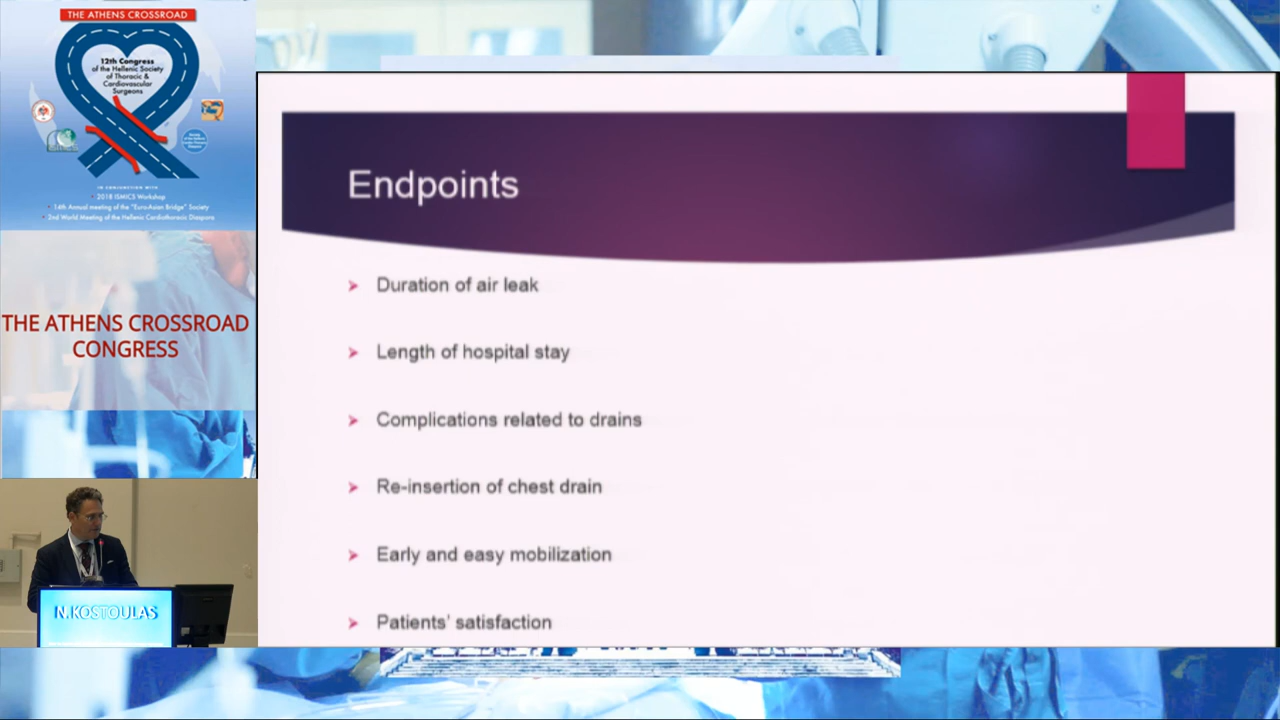 THE ATHENS CROSSROAD
12th Congress
of the Hellenic Society
of Thoracic &
Cardiovascular
Surgeons
IN CONJUNCTION WITH
• 2018 ISMICS Workshop
• 14th Annual meeting of the "Euro-Asian Bridge" Society
• 2nd World Meeting of the Hellenic Cardiothoracic Diaspora
THE ATHENS CROSSROAD
CONGRESS
N.KOSTOULAS
Endpoints
Duration of air leak
Length of hospital stay
Complications related to drains
Re-insertion of chest drain
Early and easy mobilization
Patients' satisfaction